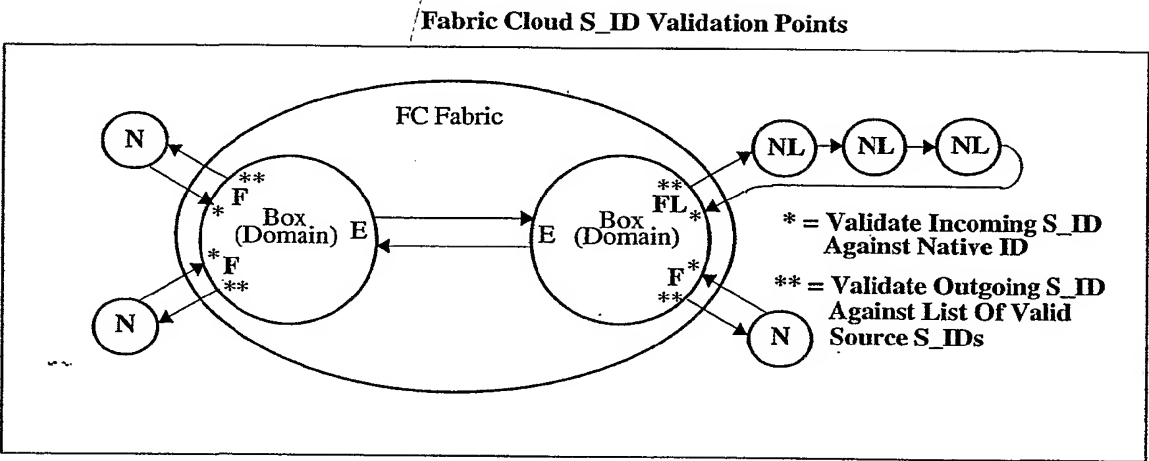 Fabric Cloud S_ID Validation Points
FC Fabric
N
**
F
*
Box
(Domain)
E
*
F
**
N
E
Box
(Domain)
**
FL
*
F
*
**
NL
NL
NL
N
* = Validate Incoming S_ID
Against Native ID
** = Validate Outgoing S_ID
Against List Of Valid
Source S_IDs